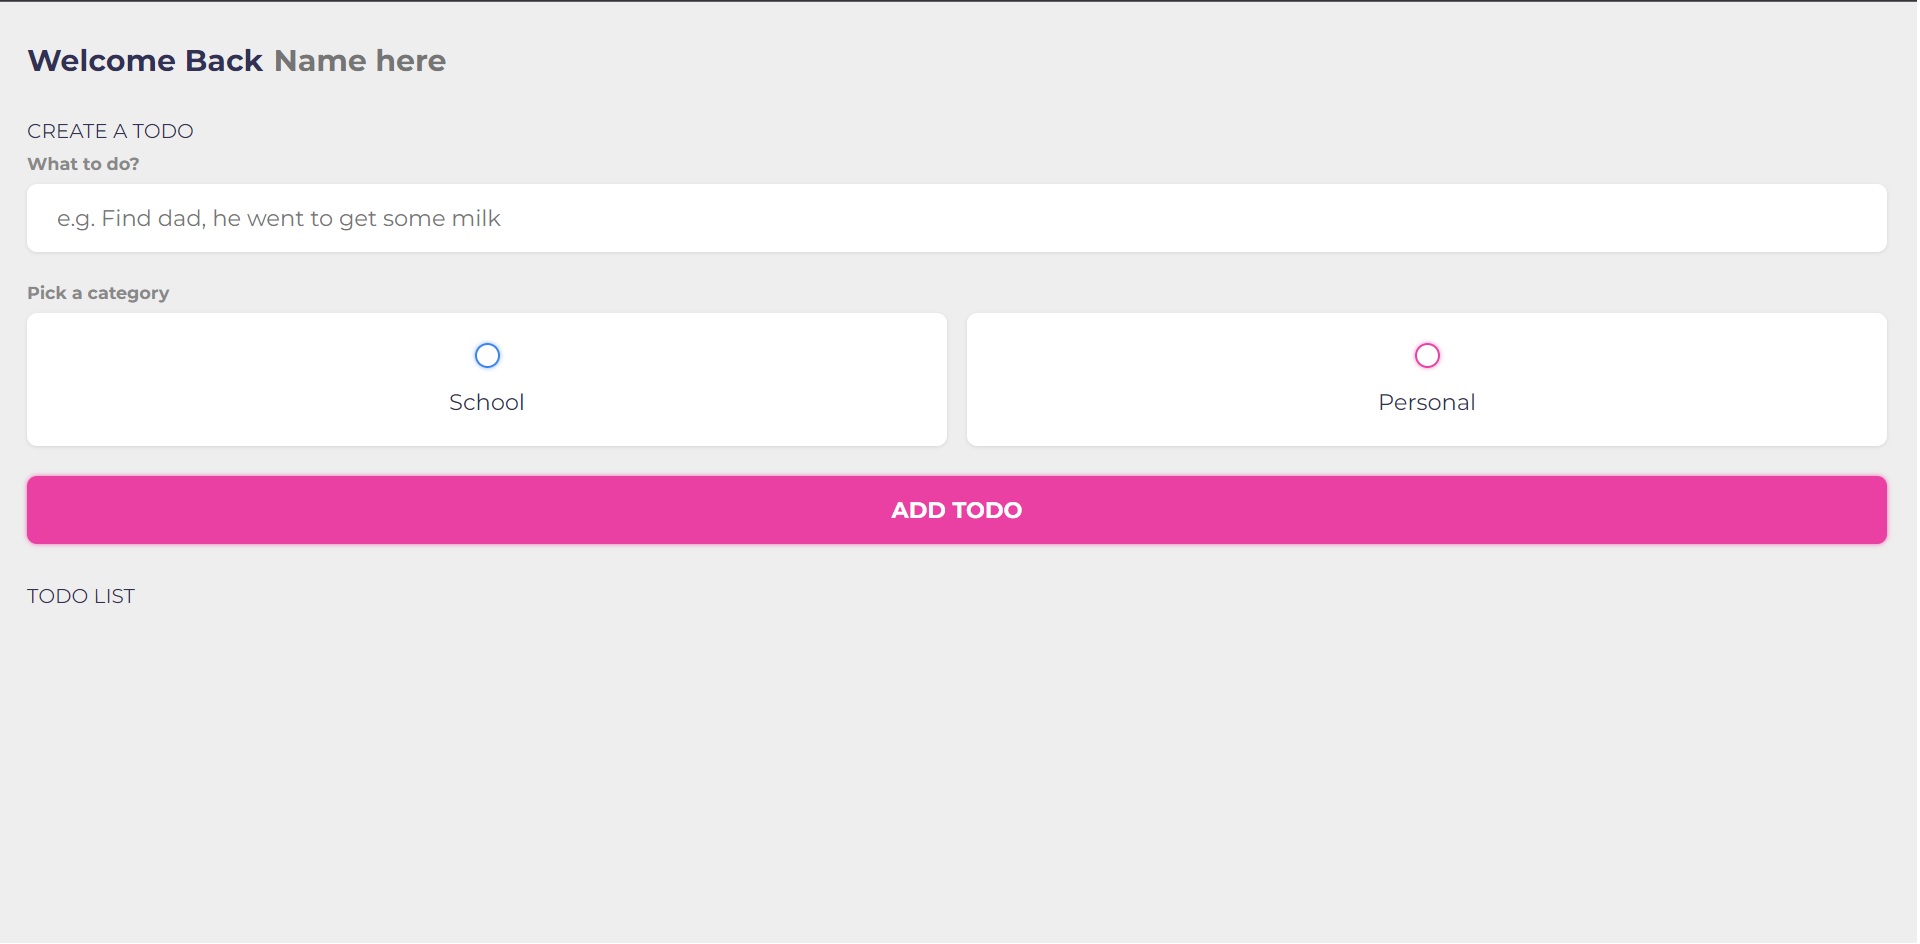 Welcome Back Name here
CREATE A TODO
What to do?
e.g. Find dad, he went to get some milk
Pick a category
School
Personal
ADD TODO
TODO LIST